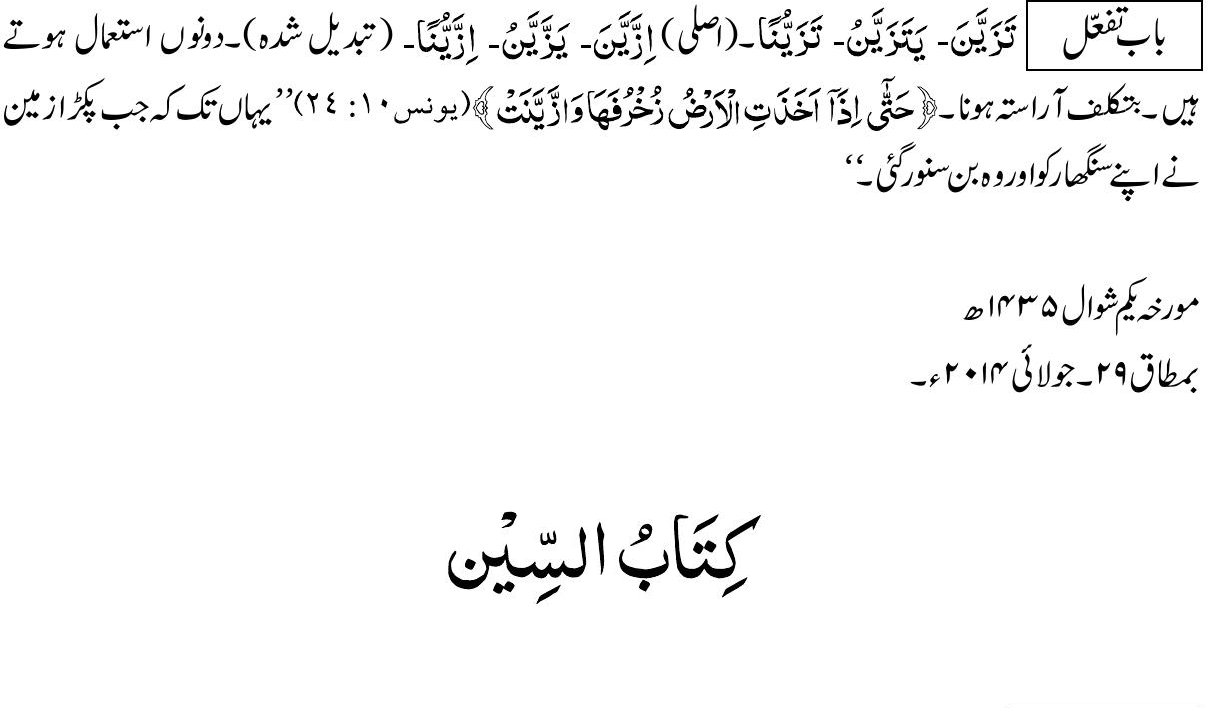 باب تفعّل تَزَیَّنَ۔ یَتَزَیَّنُ۔ تَزَیُّنًا۔(اصلی) اِزَّیَّنَ۔ یَزَّیَّنُ۔ اِزَّیُّنًا۔ (تبدیل شدہ)۔دونوں استعمال ہوتے
ہیں۔بتکلف آراستہ ہونا۔﴿حَتّٰۤی اِذَاۤ اَخَذَتِ الْاَرْضُ زُخْرُفَهَا وَازَّیَّنَتْ﴾(یونس ۱۰: ۲٤)’’یہاں تک کہ جب پکڑا زمین
نے اپنے سنگھار کو اور وہ بن سنور گئی۔‘‘
مورخہ یکم شوال ۱۴۳۵ھ
بمطاق ۲۹۔جولائی ۲۰۱۴ء۔
كِتَابُ السِّيْن